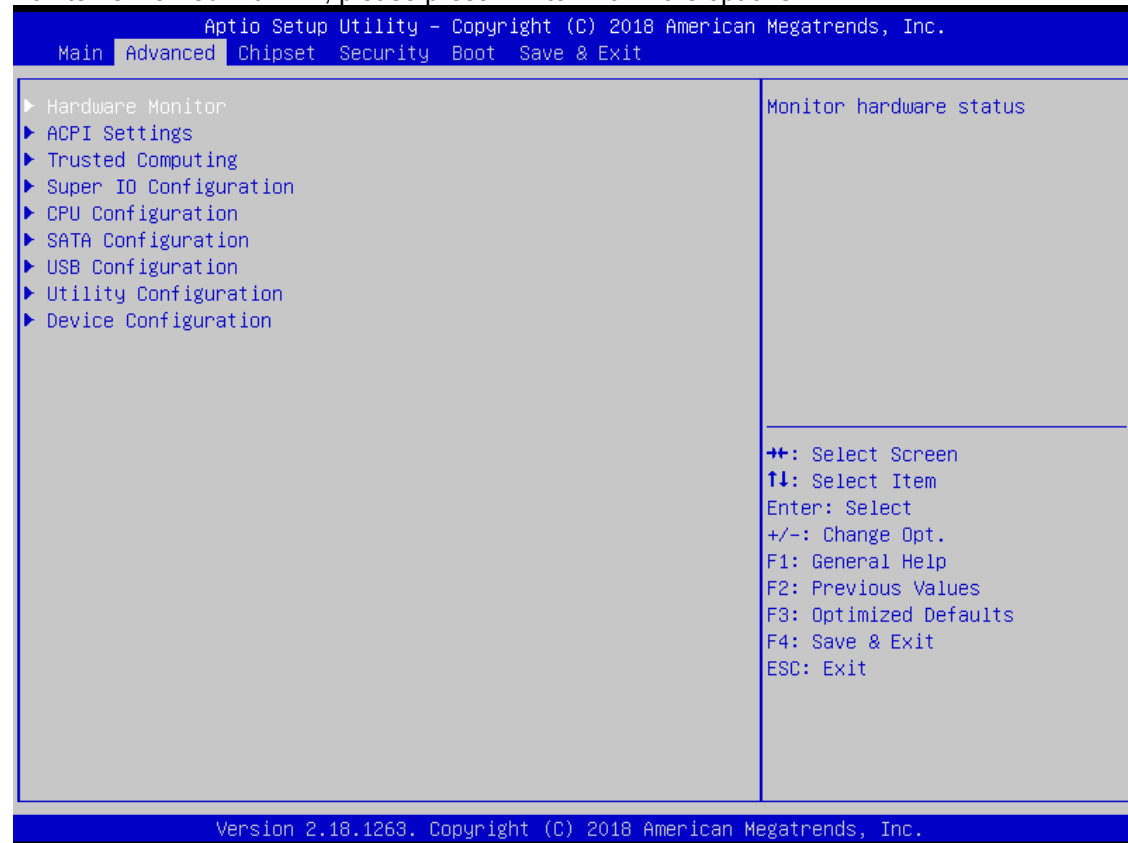 Aptio Setup Utility – Copyright (C) 2018 American Megatrends, Inc.
Main Advanced Chipset Security Boot Save & Exit
▶ Hardware Monitor
▶ ACPI Settings
▶ Trusted Computing
▶ Super IO Configuration
▶ CPU Configuration
▶ SATA Configuration
▶ USB Configuration
▶ Utility Configuration
▶ Device Configuration
Monitor hardware status
→←: Select Screen
↑↓: Select Item
Enter: Select
+/-: Change Opt.
F1: General Help
F2: Previous Values
F3: Optimized Defaults
F4: Save & Exit
ESC: Exit
Version 2.18.1263. Copyright (C) 2018 American Megatrends, Inc.